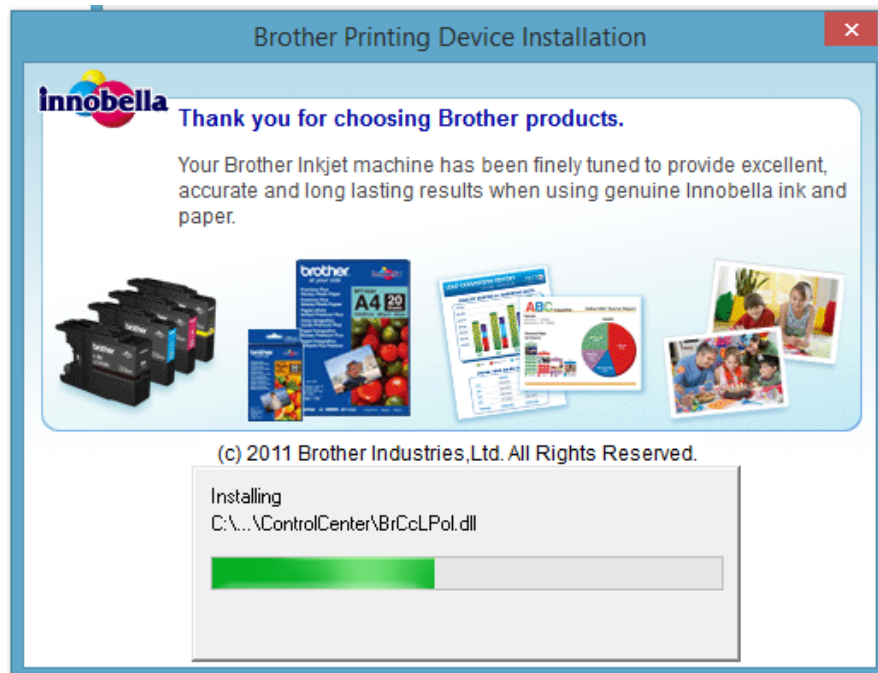 Brother Printing Device Installation
innobella
Thank you for choosing Brother products.
Your Brother Inkjet machine has been finely tuned to provide excellent,
accurate and long lasting results when using genuine Innobella ink and
paper.
brother
A4 20
ABC
(c) 2011 Brother Industries,Ltd. All Rights Reserved.
Installing
C:\...\ControlCenter\BrCcLPol.dll